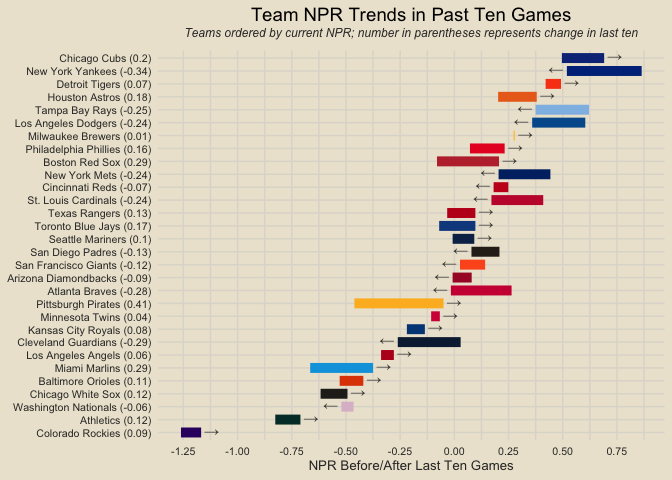 Team NPR Trends in Past Ten Games
Teams ordered by current NPR; number in parentheses represents change in last ten
Chicago Cubs (0.2)
New York Yankees (-0.34)
Detroit Tigers (0.07)
Houston Astros (0.18)
Tampa Bay Rays (-0.25)
Los Angeles Dodgers (-0.24)
Milwaukee Brewers (0.01)
Philadelphia Phillies (0.16)
Boston Red Sox (0.29)
New York Mets (-0.24)
Cincinnati Reds (-0.07)
St. Louis Cardinals (-0.24)
Texas Rangers (0.13)
Toronto Blue Jays (0.17)
Seattle Mariners (0.1)
San Diego Padres (-0.13)
San Francisco Giants (-0.12)
Arizona Diamondbacks (-0.09)
Atlanta Braves (-0.28)
Pittsburgh Pirates (0.41)
Minnesota Twins (0.04)
Kansas City Royals (0.08)
Cleveland Guardians (-0.29)
Los Angeles Angels (0.06)
Miami Marlins (0.29)
Baltimore Orioles (0.11)
Chicago White Sox (0.12)
Washington Nationals (-0.06)
Athletics (0.12)
Colorado Rockies (0.09)
-1.25 -1.00 -0.75 -0.50 -0.25 0.00 0.25 0.50 0.75
NPR Before/After Last Ten Games